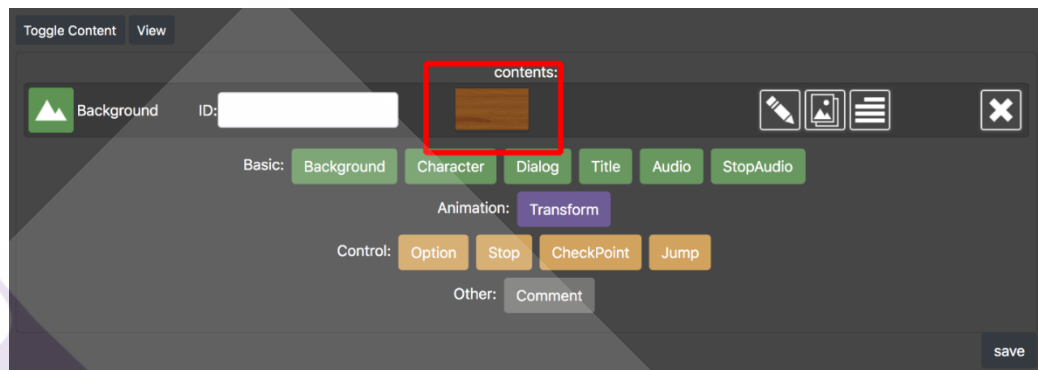 Toggle Content View
contents:
Background ID:
Basic: Background Character Dialog Title Audio StopAudio
Animation: Transform
Control: Option Stop CheckPoint Jump
Other: Comment
save